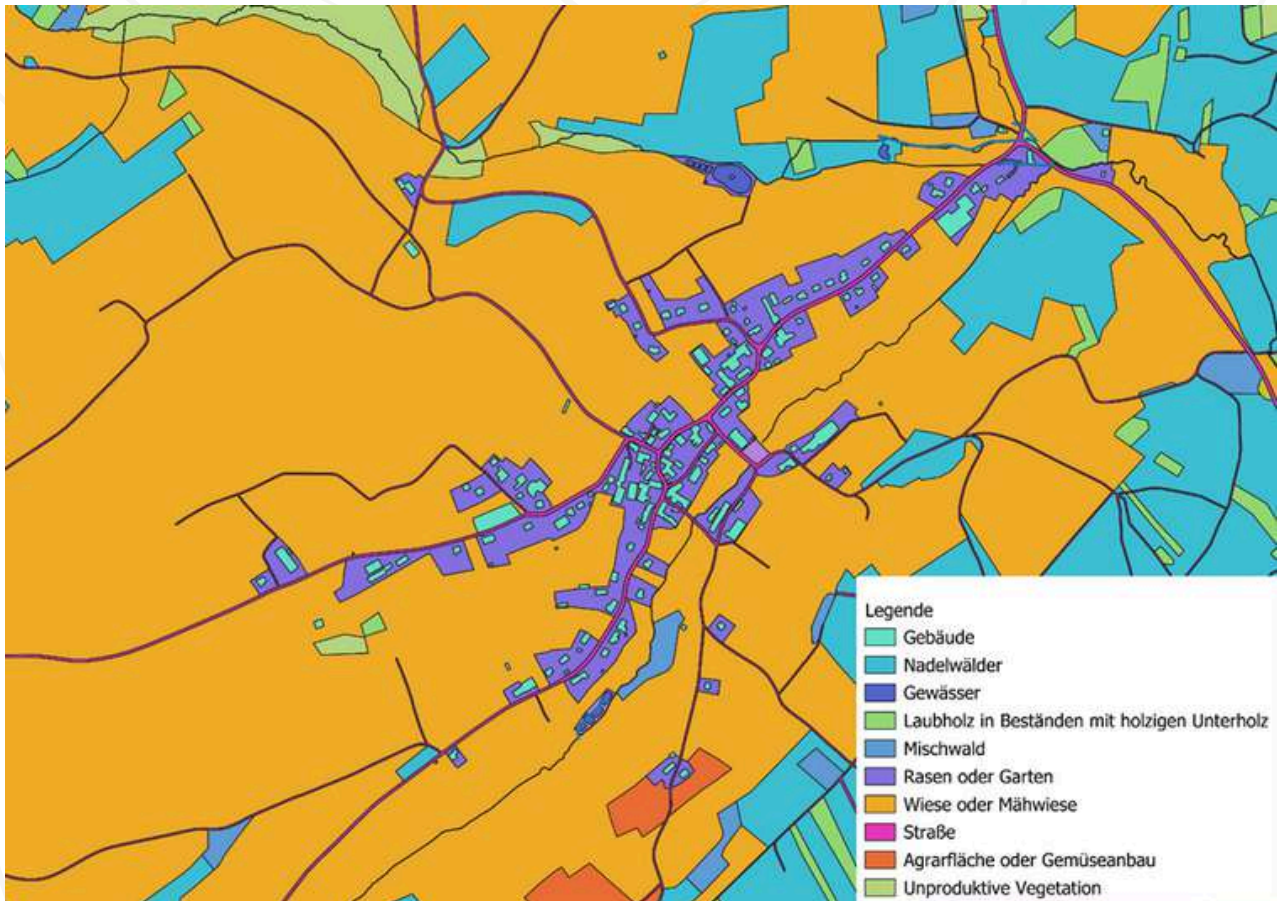 Legende
Gebäude
Nadelwälder
Gewässer
Laubholz in Beständen mit holzigen Unterholz
Mischwald
Rasen oder Garten
Wiese oder Mähwiese
Straße
Agrarfläche oder Gemüseanbau
Unproduktive Vegetation